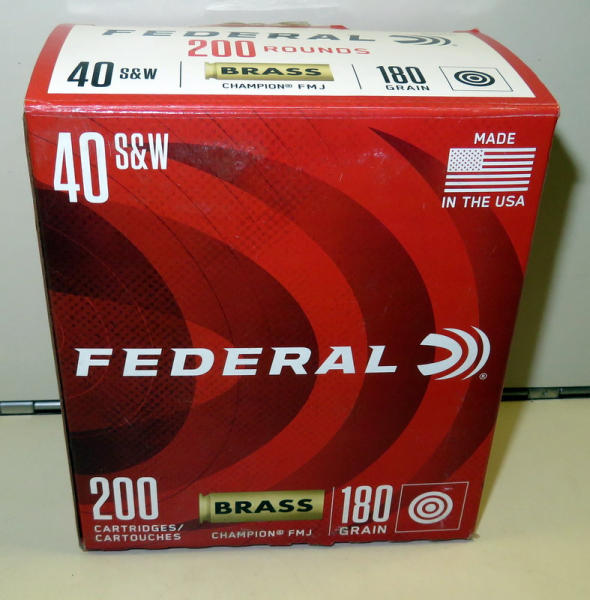 FEDERAL
200 ROUNDS
40 S&W
BRASS
CHAMPION® FMJ
180
GRAIN
40 S&W
MADE
IN THE USA
FEDERAL®
200
CARTRIDGES/
CARTOUCHES
BRASS
CHAMPION® FMJ
180
GRAIN